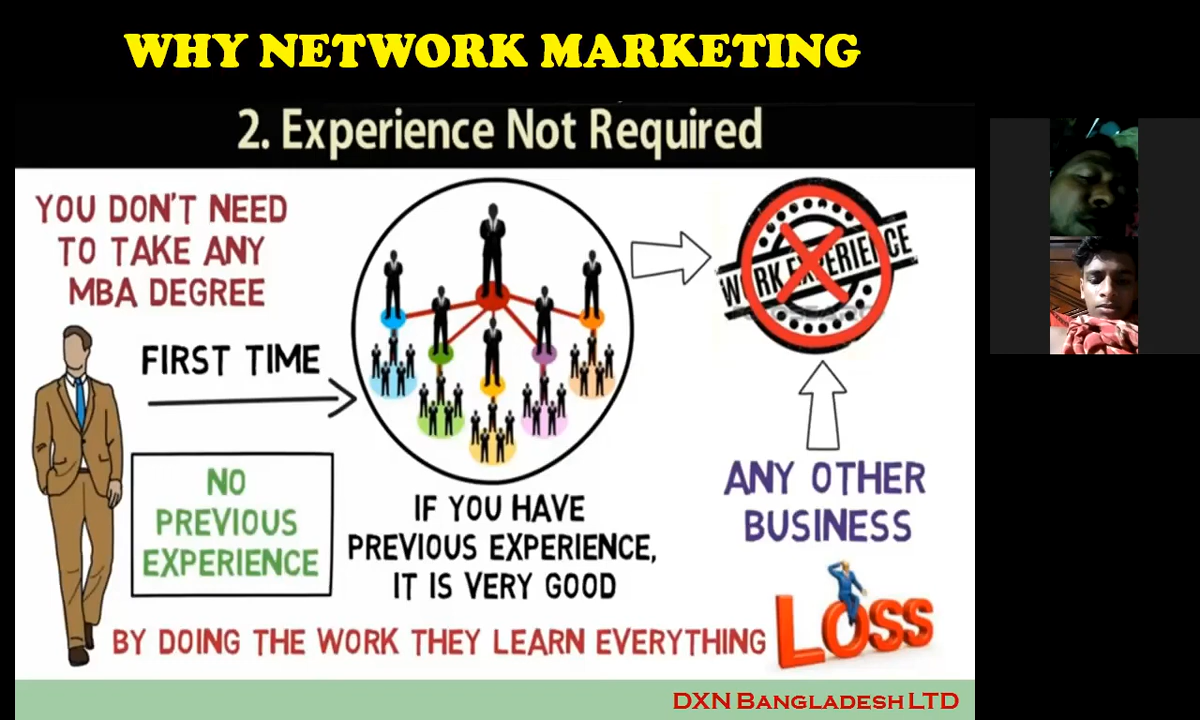 WHY NETWORK MARKETING
2. Experience Not Required
YOU DON'T NEED
TO TAKE ANY
MBA DEGREE
FIRST TIME
NO
PREVIOUS
EXPERIENCE
IF YOU HAVE
PREVIOUS EXPERIENCE,
IT IS VERY GOOD
WORK EXPERIENCE
ANY OTHER
BUSINESS
LOSS
BY DOING THE WORK THEY LEARN EVERYTHING
DXN BANGLADESH LTD